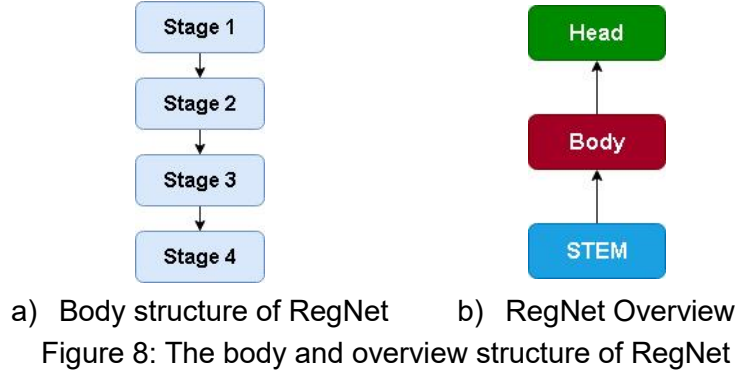 Stage 1
Stage 2
Stage 3
Stage 4
Head
Body
STEM
a) Body structure of RegNet b) RegNet Overview
Figure 8: The body and overview structure of RegNet